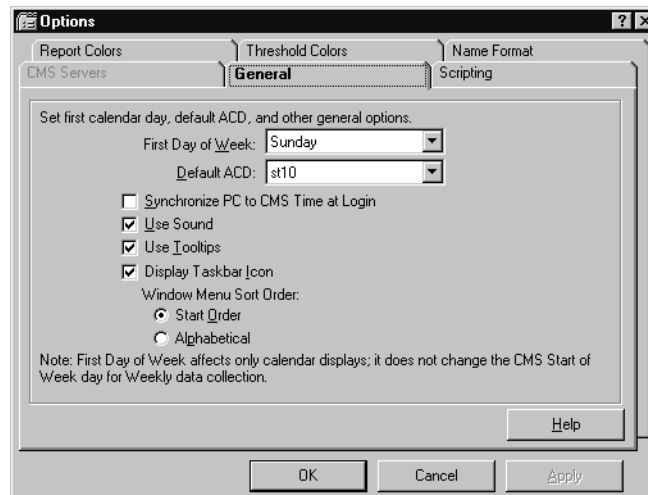 Options
Report Colors Threshold Colors Name Format
CMS Servers General Scripting
Set first calendar day, default ACD, and other general options.
First Day of Week: Sunday
Default ACD: st10
Synchronize PC to CMS Time at Login
Use Sound
Use Tooltips
Display Taskbar Icon
Window Menu Sort Order:
Start Order
Alphabetical
Note: First Day of Week affects only calendar displays; it does not change the CMS Start of
Week day for Weekly data collection.
Help
OK Cancel Apply